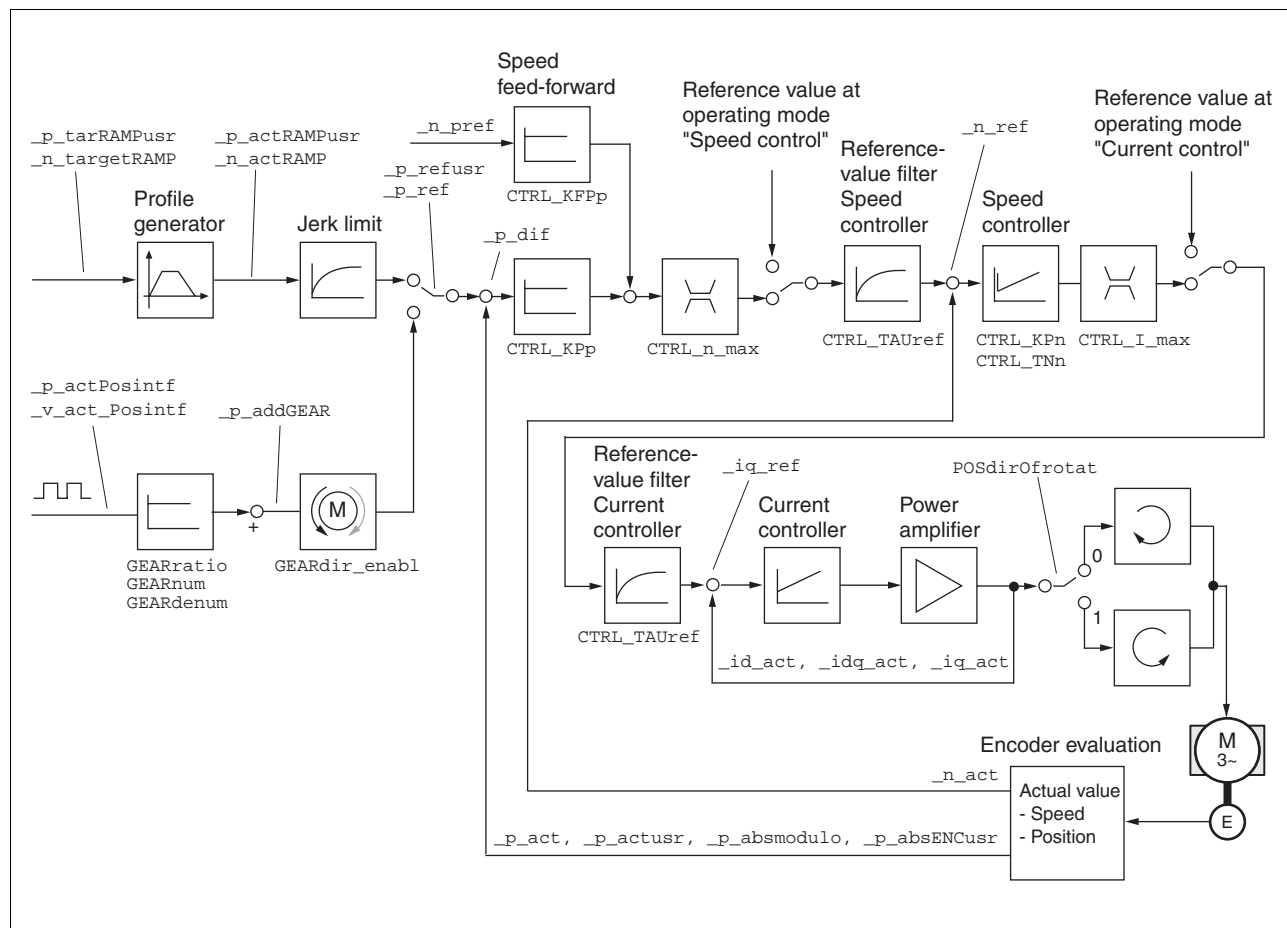 Speed
feed-forward
_n_pref
CTRL_KFPp
Reference value at
operating mode
"Speed control"
_n_ref
Reference value at
operating mode
"Current control"
_p_tarRAMPusr
_n_targetRAMP
_p_actRAMPusr
_n_actRAMP
_p_refusr
_p_ref
Profile
generator
Jerk limit
_p_dif
CTRL_KPp
CTRL_n_max
Reference-
value filter
Speed
controller
CTRL_TAUref
Speed
controller
CTRL_KPn
CTRL_TNn
CTRL_I_max
_p_actPosintf
_v_act_Posintf
_p_addGEAR
+
M
GEARratio
GEARnum
GEARdenum
GEARdir_enabl
Reference-
value filter
Current
controller
CTRL_TAUref
_iq_ref
Current
controller
Power
amplifier
POSdirOfrotat
0
1
_id_act, _idq_act, _iq_act
M
3~
E
Encoder evaluation
Actual value
- Speed
- Position
_n_act
_p_act, _p_actusr, _p_absmodulo, _p_absENCusr